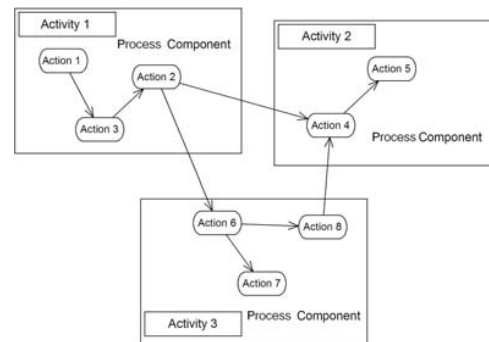 Activity 1
Process Component
Action 1
Action 2
Action 3
Activity 2
Action 5
Action 4
Process Component
Action 6
Action 8
Action 7
Activity 3
Process Component